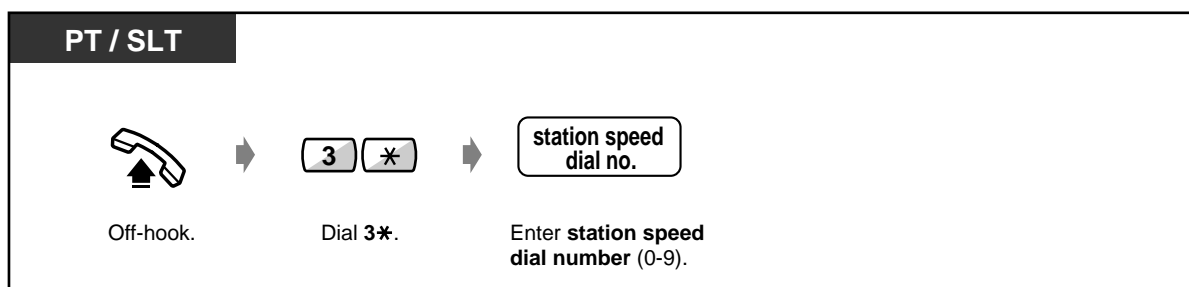 PT / SLT
3 *
station speed
dial no.
Off-hook.
Dial 3*.
Enter station speed
dial number (0-9).